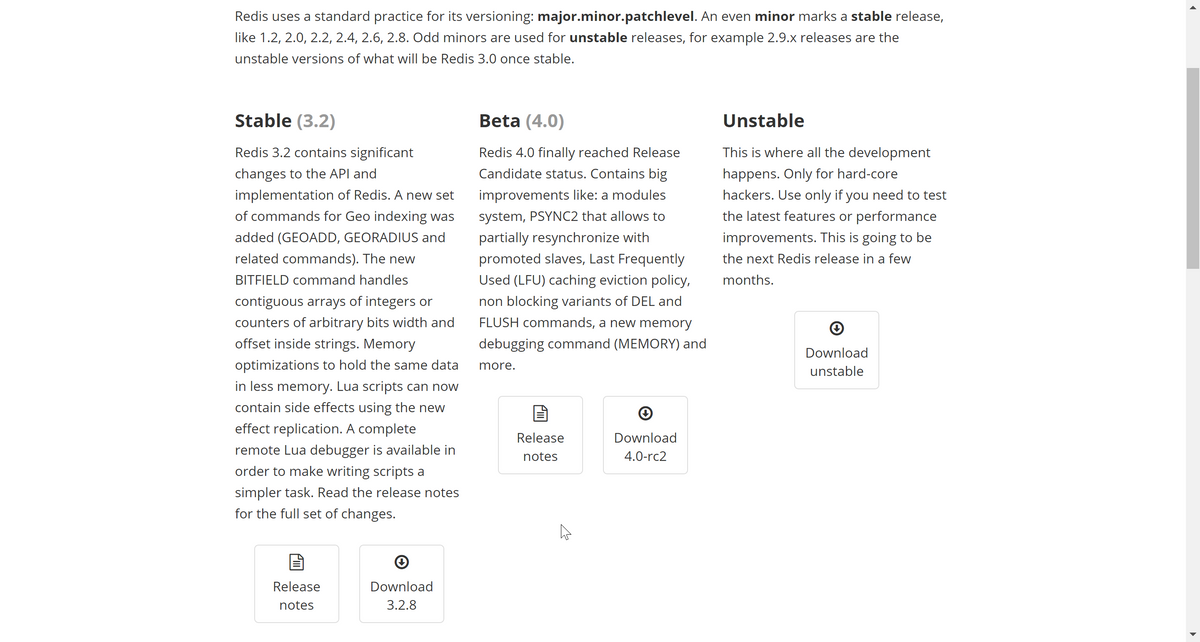 Redis uses a standard practice for its versioning: major.minor.patchlevel. An even minor marks a stable release,
like 1.2, 2.0, 2.2, 2.4, 2.6, 2.8. Odd minors are used for unstable releases, for example 2.9.x releases are the
unstable versions of what will be Redis 3.0 once stable.
Stable (3.2)
Redis 3.2 contains significant
changes to the API and
implementation of Redis. A new set
of commands for Geo indexing was
added (GEOADD, GEORADIUS and
related commands). The new
BITFIELD command handles
contiguous arrays of integers or
counters of arbitrary bits width and
offset inside strings. Memory
optimizations to hold the same data
in less memory. Lua scripts can now
contain side effects using the new
effect replication. A complete
remote Lua debugger is available in
order to make writing scripts a
simpler task. Read the release notes
for the full set of changes.
Release
notes
Download
3.2.8
Beta (4.0)
Redis 4.0 finally reached Release
Candidate status. Contains big
improvements like: a modules
system, PSYNC2 that allows to
partially resynchronize with
promoted slaves, Last Frequently
Used (LFU) caching eviction policy,
non blocking variants of DEL and
FLUSH commands, a new memory
debugging command (MEMORY) and
more.
Release
notes
Download
4.0-rc2
Unstable
This is where all the development
happens. Only for hard-core
hackers. Use only if you need to test
the latest features or performance
improvements. This is going to be
the next Redis release in a few
months.
Download
unstable